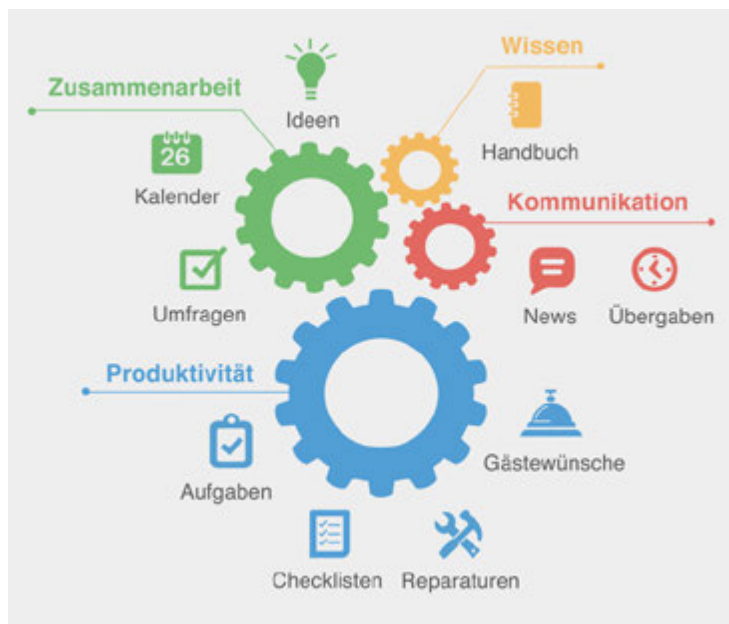 Wissen
Zusammenarbeit
Ideen
Handbuch
26
Kalender
Kommunikation
Umfragen
News
Übergaben
Produktivität
Gästewünsche
Aufgaben
Checklisten
Reparaturen